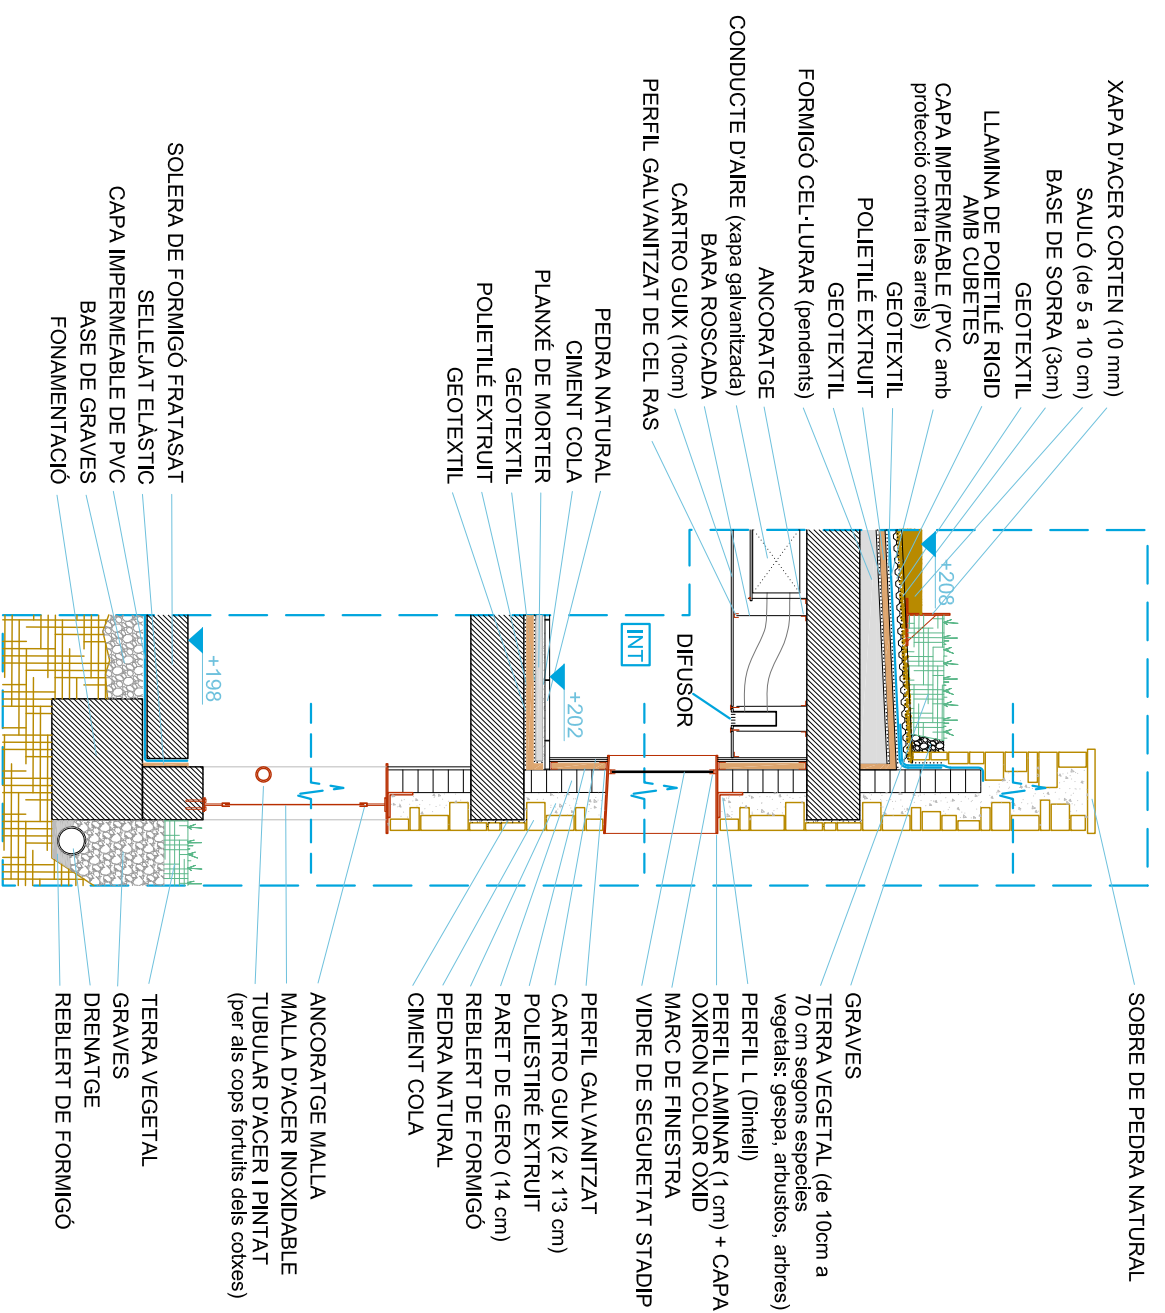 XAPA D'ACER CORTEN (10 mm)
SAULÓ (de 5 a 10 cm)
BASE DE SORRA (3cm)
GEOTEXTIL
LLAMINA DE POIETILÉ RIGID
AMB CUBETES
CAPA IMPERMEABLE (PVC amb
protecció contra les arrels)
GEOTEXTIL
POLIETILÉ EXTRUIT
GEOTEXTIL
FORMIGÓ CEL·LURAR (pendents)
ANCORATGE
CONDUCTE D'AIRE (xapa galvanitzada)
BARA ROSCADA
CARTRO GUIX (10cm)
PERFIL GALVANITZAT DE CEL RAS
PEDRA NATURAL
CIMENT COLA
PLANXÉ DE MORTER
GEOTEXTIL
POLIETILÉ EXTRUIT
GEOTEXTIL
SOLERA DE FORMIGÓ FRATASAT
SELLEJAT ELÀSTIC
CAPA IMPERMEABLE DE PVC
BASE DE GRAVES
FONAMENTACIÓ
+208
DIFUSOR
INT
+202
+198
SOBRE DE PEDRA NATURAL
GRAVES
TERRA VEGETAL (de 10cm a
70 cm segons especies
vegetals: gespa, arbustos, arbres)
PERFIL L (Dintell)
PERFIL LAMINAR (1 cm) + CAPA
OXIRON COLOR ÒXID
MARC DE FINESTRA
VIDRE DE SEGURETAT STADIP
PERFIL GALVANITZAT
CARTRO GUIX (2 x 1'3 cm)
POLIESTIRÉ EXTRUIT
PARET DE GERO (14 cm)
REBLERT DE FORMIGÓ
PEDRA NATURAL
CIMENT COLA
ANCORATGE MALLA
MALLA D'ACER INOXIDABLE
TUBULAR D'ACER I PINTAT
(per als cops fortuits dels cotxes)
TERRA VEGETAL
GRAVES
DRENATGE
REBLERT DE FORMIGÓ